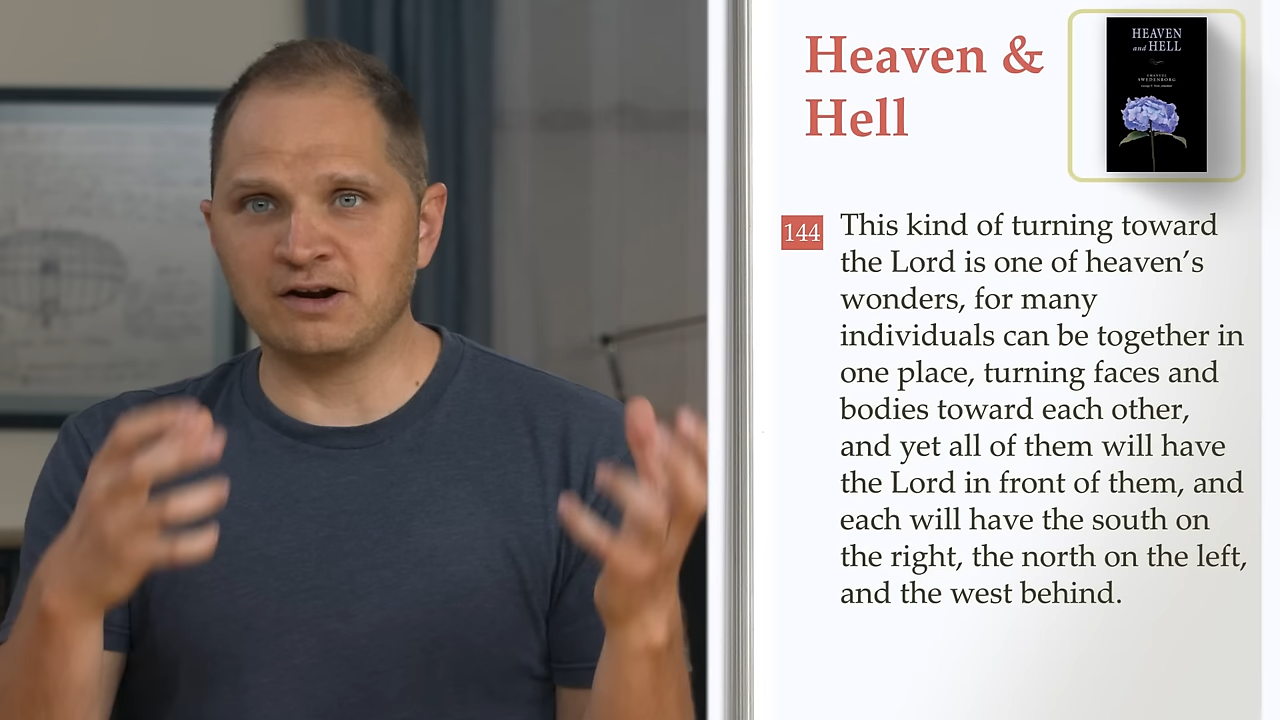 Heaven &
Hell
HEAVEN
and HELL
EMANUEL
SWEDENBORG
144
This kind of turning toward
the Lord is one of heaven’s
wonders, for many
individuals can be together in
one place, turning faces and
bodies toward each other,
and yet all of them will have
the Lord in front of them, and
each will have the south on
the right, the north on the left,
and the west behind.